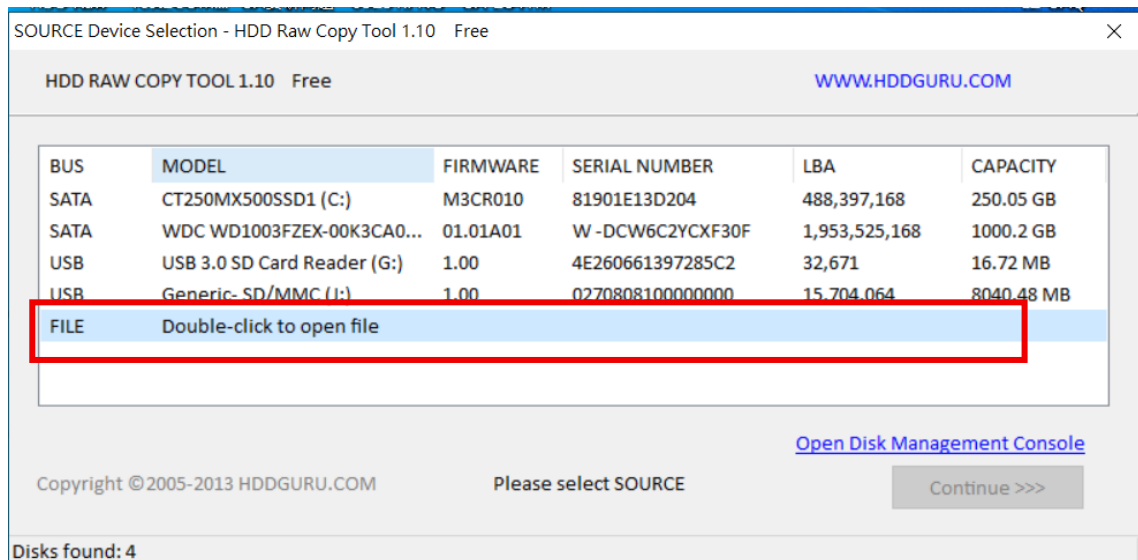 SOURCE Device Selection - HDD Raw Copy Tool 1.10 Free
HDD RAW COPY TOOL 1.10 Free WWW.HDDGURU.COM
BUS MODEL FIRMWARE SERIAL NUMBER LBA CAPACITY
SATA CT250MX500SSD1 (C:) M3CR010 81901E13D204 488,397,168 250.05 GB
SATA WDC WD1003FZEX-00K3CA0... 01.01A01 W -DCW6C2YCXF30F 1,953,525,168 1000.2 GB
USB USB 3.0 SD Card Reader (G:) 1.00 4E260661397285C2 32,671 16.72 MB
USB Generic- SD/MMC (J:) 1.00 0270808100000000 15,704,064 8040.48 MB
FILE Double-click to open file
Open Disk Management Console
Copyright ©2005-2013 HDDGURU.COM Please select SOURCE Continue >>>
Disks found: 4